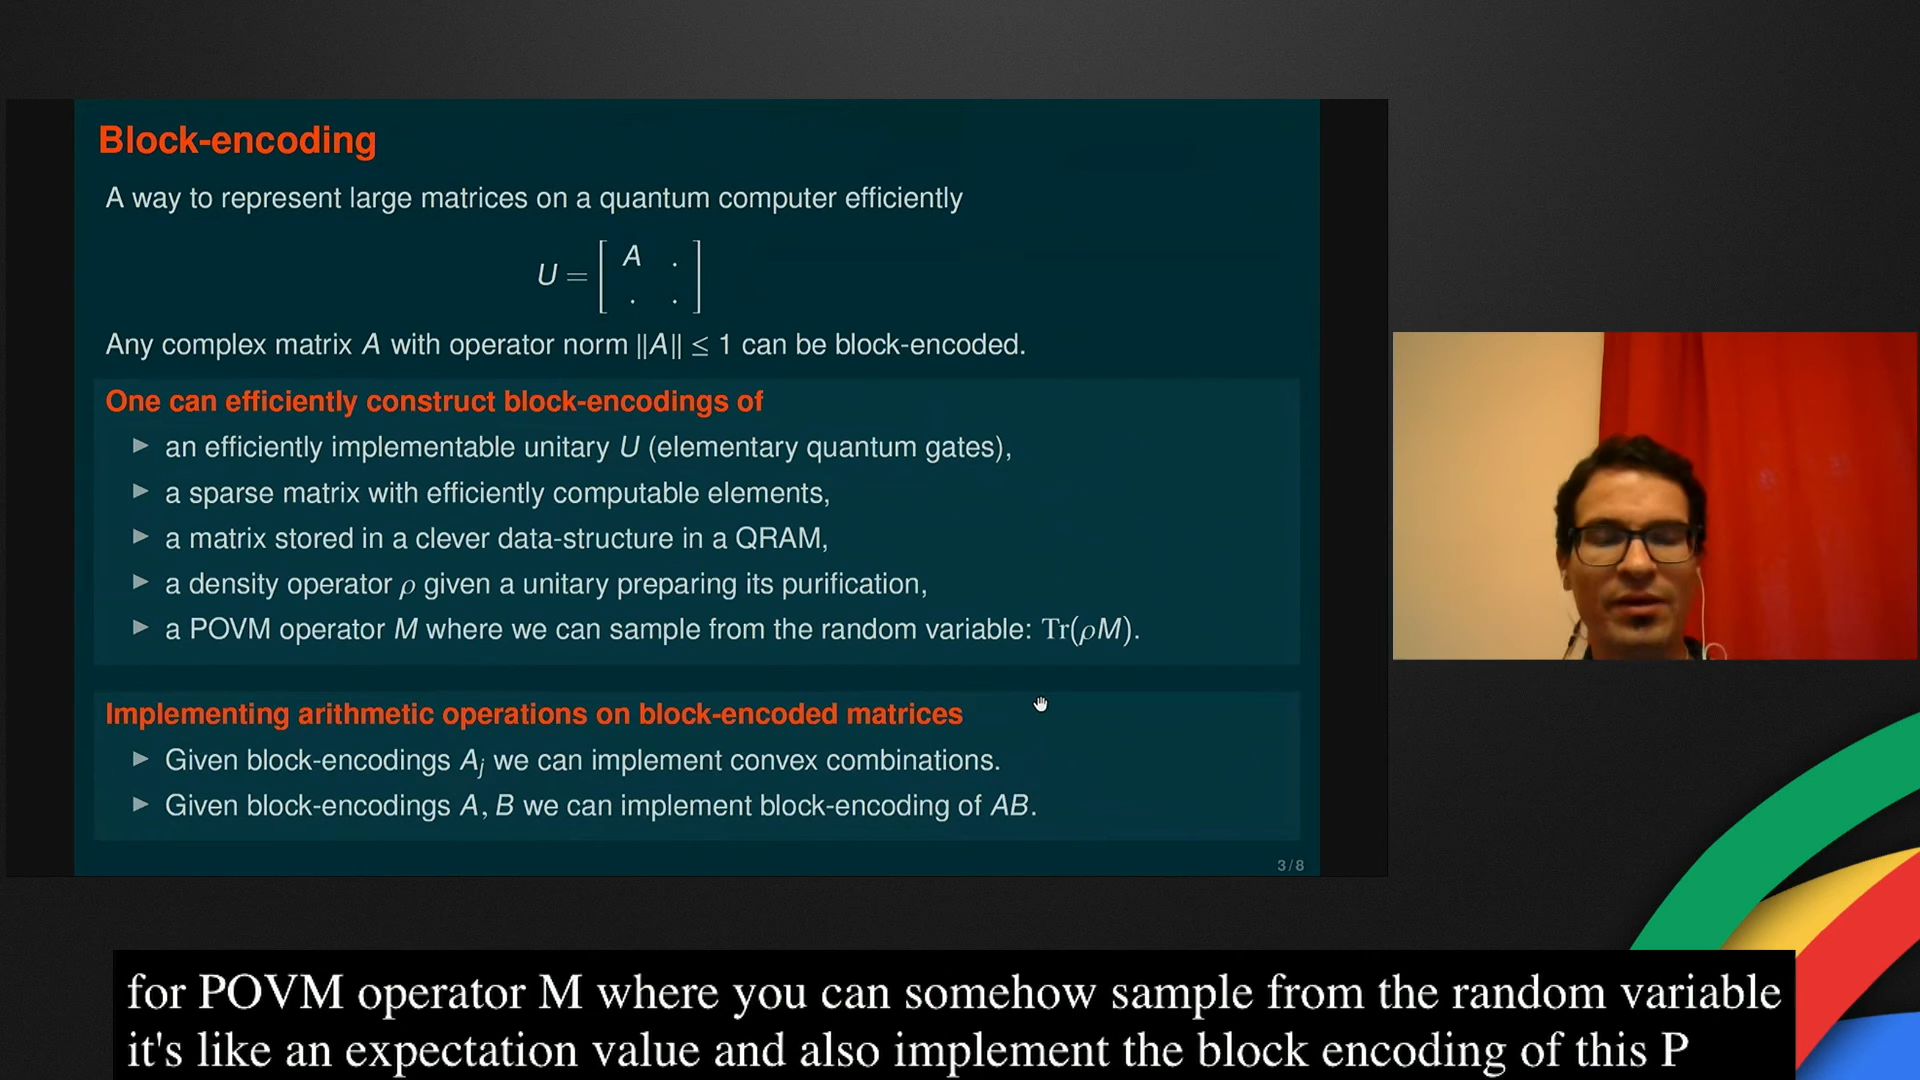 Block-encoding
A way to represent large matrices on a quantum computer efficiently
U = [ A .
. . ]
Any complex matrix A with operator norm ||A|| ≤ 1 can be block-encoded.
One can efficiently construct block-encodings of
▶ an efficiently implementable unitary U (elementary quantum gates),
▶ a sparse matrix with efficiently computable elements,
▶ a matrix stored in a clever data-structure in a QRAM,
▶ a density operator ρ given a unitary preparing its purification,
▶ a POVM operator M where we can sample from the random variable: Tr(ρM).
Implementing arithmetic operations on block-encoded matrices
▶ Given block-encodings Aⱼ we can implement convex combinations.
▶ Given block-encodings A, B we can implement block-encoding of AB.
3 / 8
for POVM operator M where you can somehow sample from the random variable
it's like an expectation value and also implement the block encoding of this P